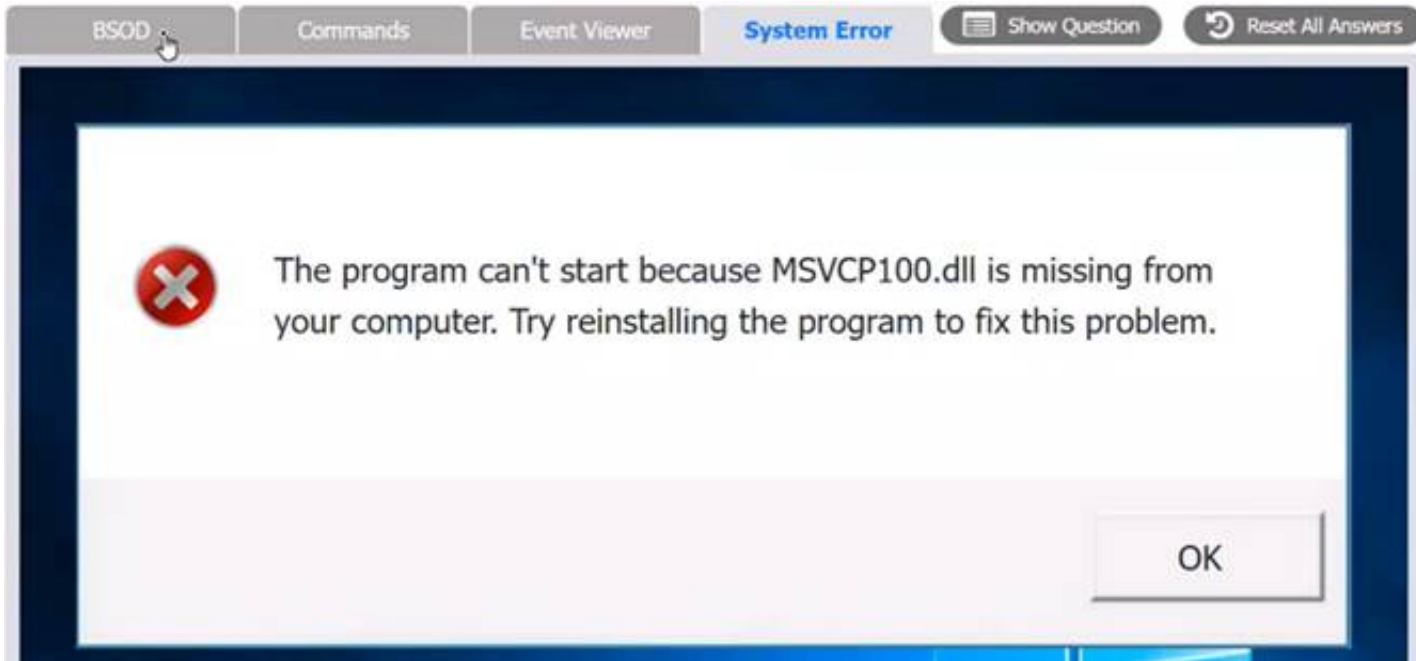 BSOD Commands Event Viewer System Error Show Question Reset All Answers
The program can't start because MSVCP100.dll is missing from
your computer. Try reinstalling the program to fix this problem.
OK